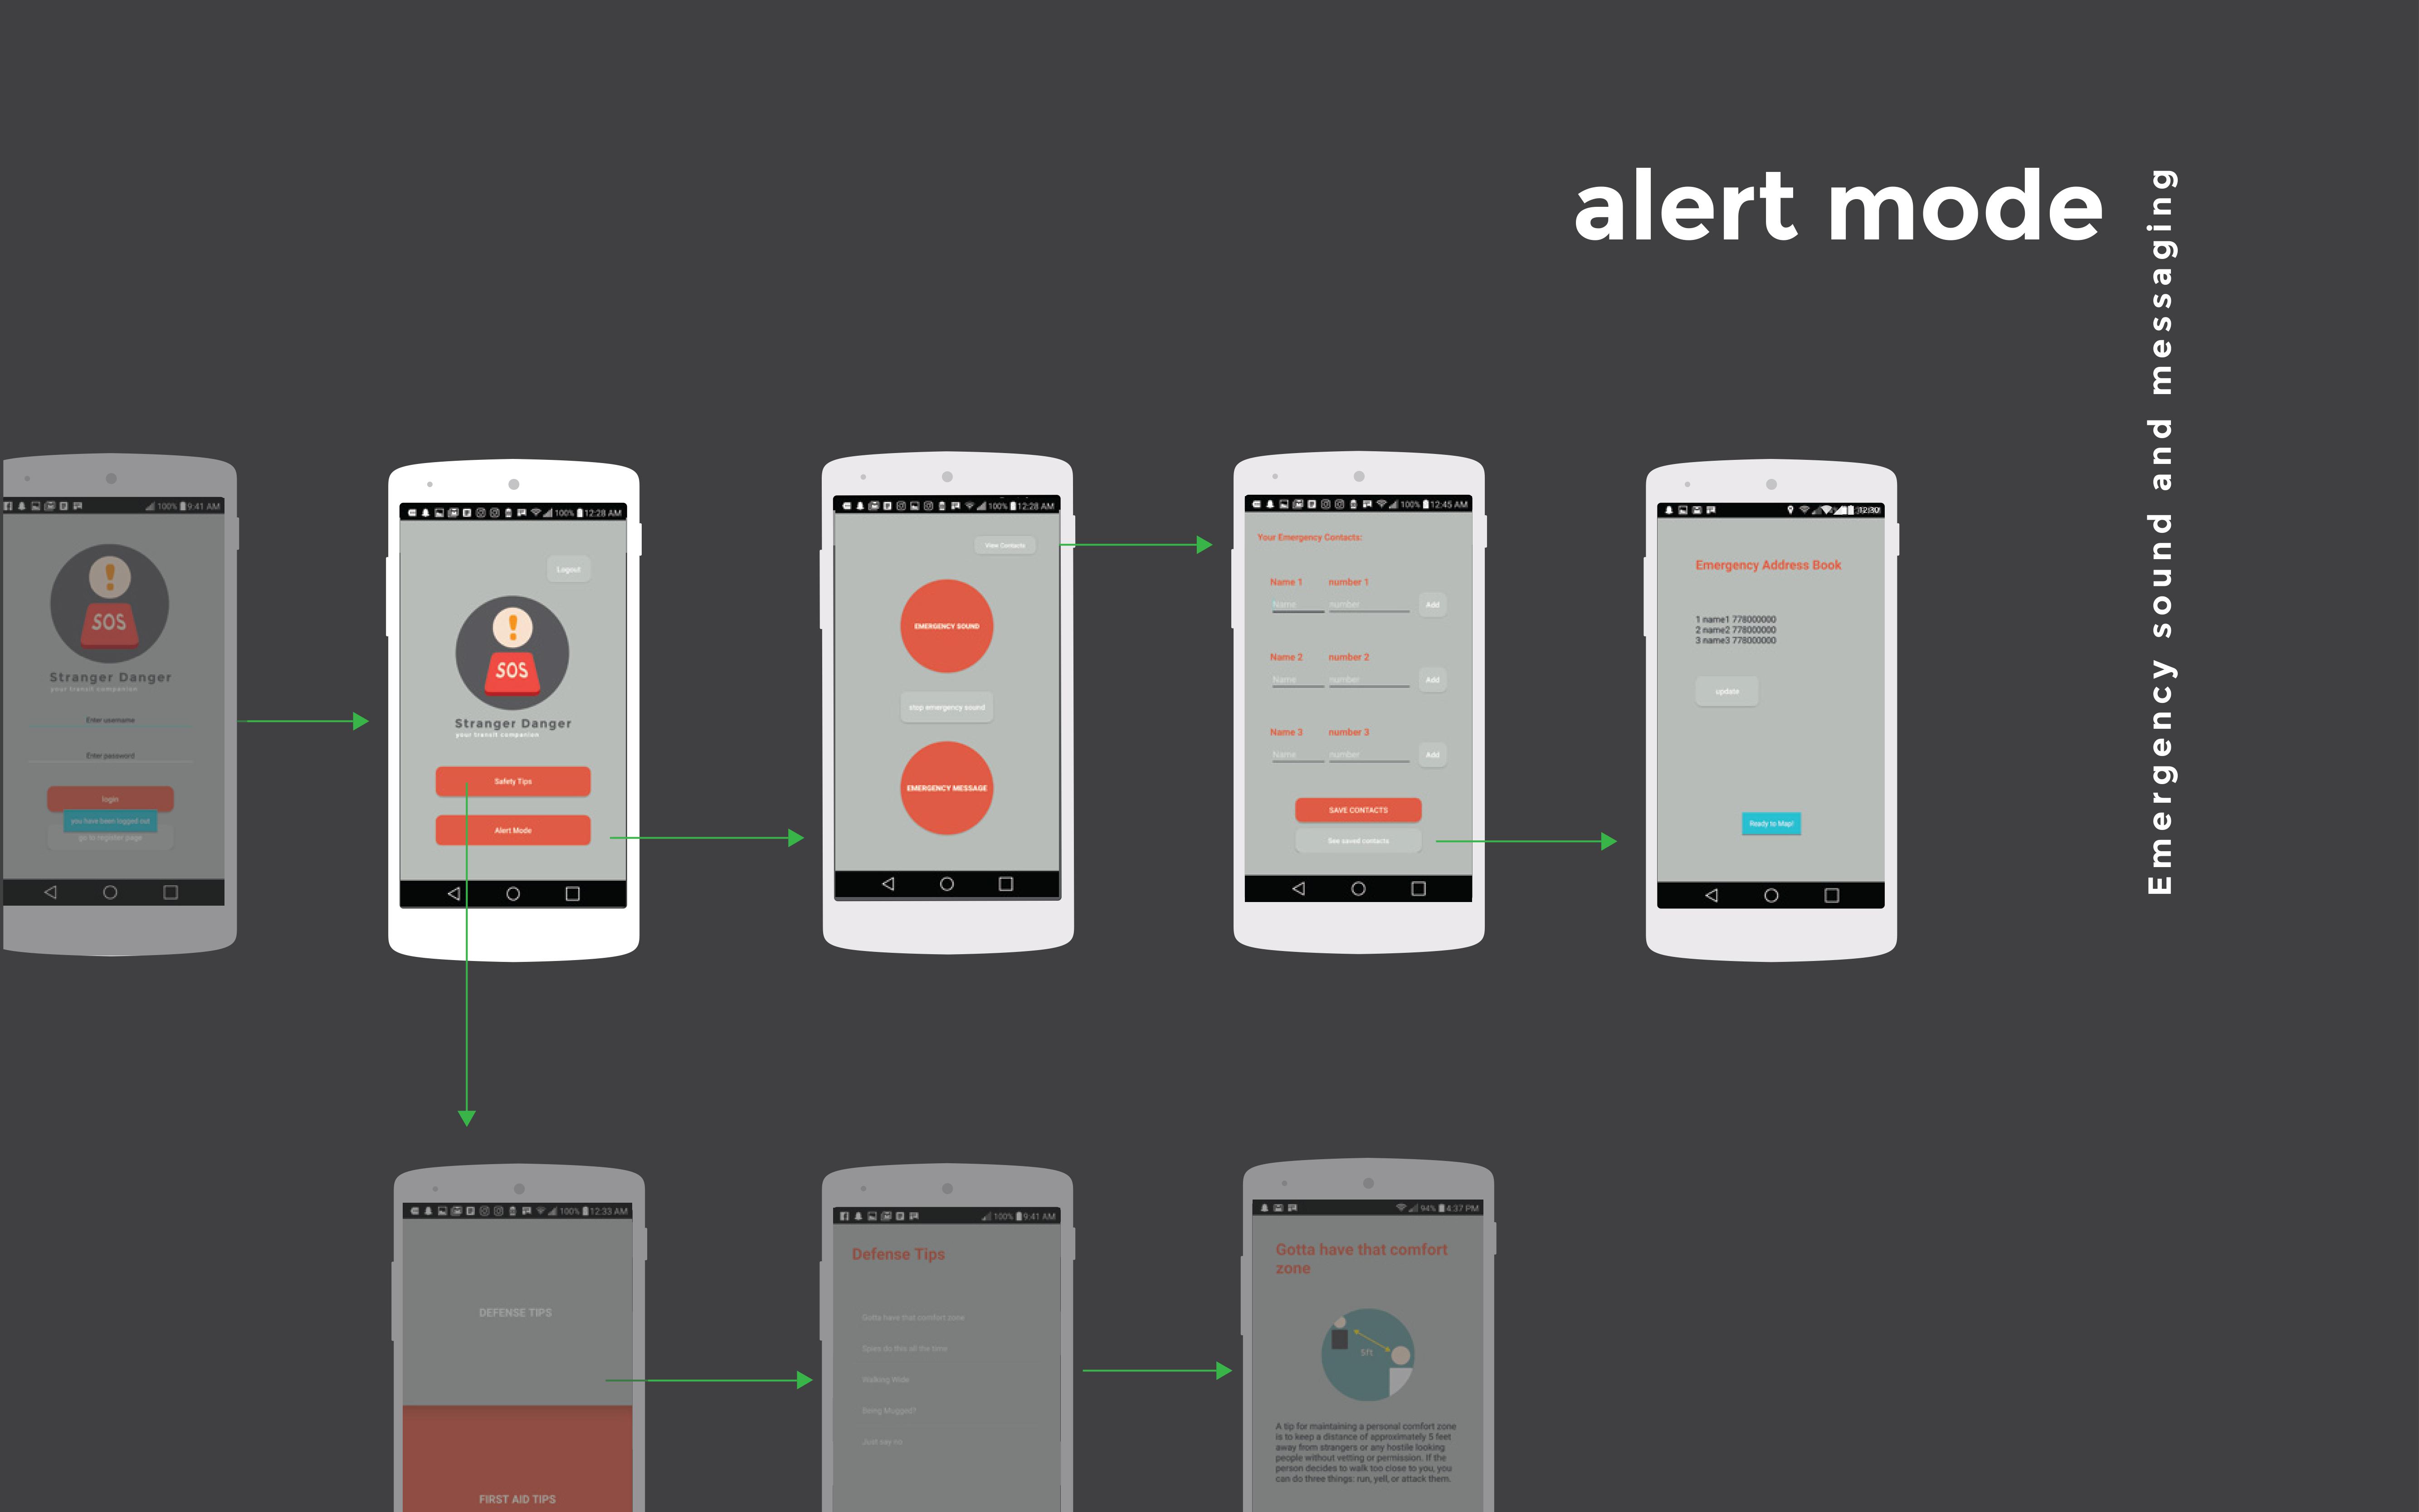 alert mode
Emergency sound and messaging
100% 9:41 AM
SOS
Stranger Danger
your transit companion
Enter username
Enter password
login
you have been logged out
go to register page
100% 12:28 AM
Logout
SOS
Stranger Danger
your transit companion
Safety Tips
Alert Mode
100% 12:28 AM
View Contacts
EMERGENCY SOUND
stop emergency sound
EMERGENCY MESSAGE
100% 12:45 AM
Your Emergency Contacts:
Name 1 number 1
Name number Add
Name 2 number 2
Name number Add
Name 3 number 3
Name number Add
SAVE CONTACTS
See saved contacts
12:30
Emergency Address Book
1 name1 778000000
2 name2 778000000
3 name3 778000000
update
Ready to Map!
100% 12:33 AM
DEFENSE TIPS
FIRST AID TIPS
100% 9:41 AM
Defense Tips
Gotta have that comfort zone
Spies do this all the time
Walking Wide
Being Mugged?
Just say no
94% 4:37 PM
Gotta have that comfort
zone
5ft
A tip for maintaining a personal comfort zone
is to keep a distance of approximately 5 feet
away from strangers or any hostile looking
people without vetting or permission. If the
person decides to walk too close to you, you
can do three things: run, yell, or attack them.